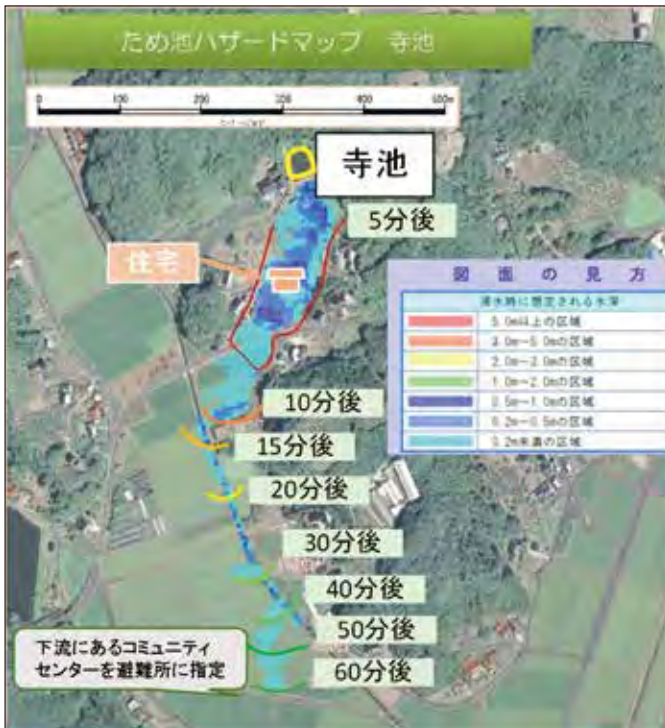 ため池ハザードマップ　寺池
0 100 200 300 400 500m
寺池
5分後
住宅
図面の見方
浸水時に想定される水深
5.0m以上の区域
3.0m～5.0mの区域
2.0m～3.0mの区域
1.0m～2.0mの区域
0.5m～1.0mの区域
0.2m～0.5mの区域
0.2m未満の区域
10分後
15分後
20分後
30分後
40分後
50分後
60分後
下流にあるコミュニティ
センターを避難所に指定